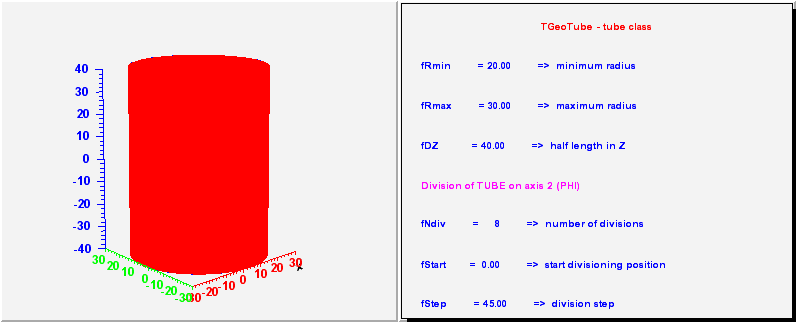 40
30
20
10
0
-10
-20
-30
-40
30 20 10 0 -10 -20 -30
-30 -20 -10 0 10 20 30
x
TGeoTube - tube class
fRmin = 20.00 => minimum radius
fRmax = 30.00 => maximum radius
fDZ = 40.00 => half length in Z
Division of TUBE on axis 2 (PHI)
fNdiv = 8 => number of divisions
fStart = 0.00 => start divisioning position
fStep = 45.00 => division step